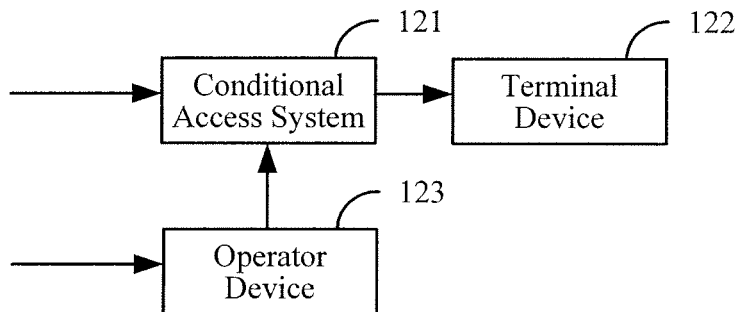 121
122
Conditional
Access System
Terminal
Device
123
Operator
Device